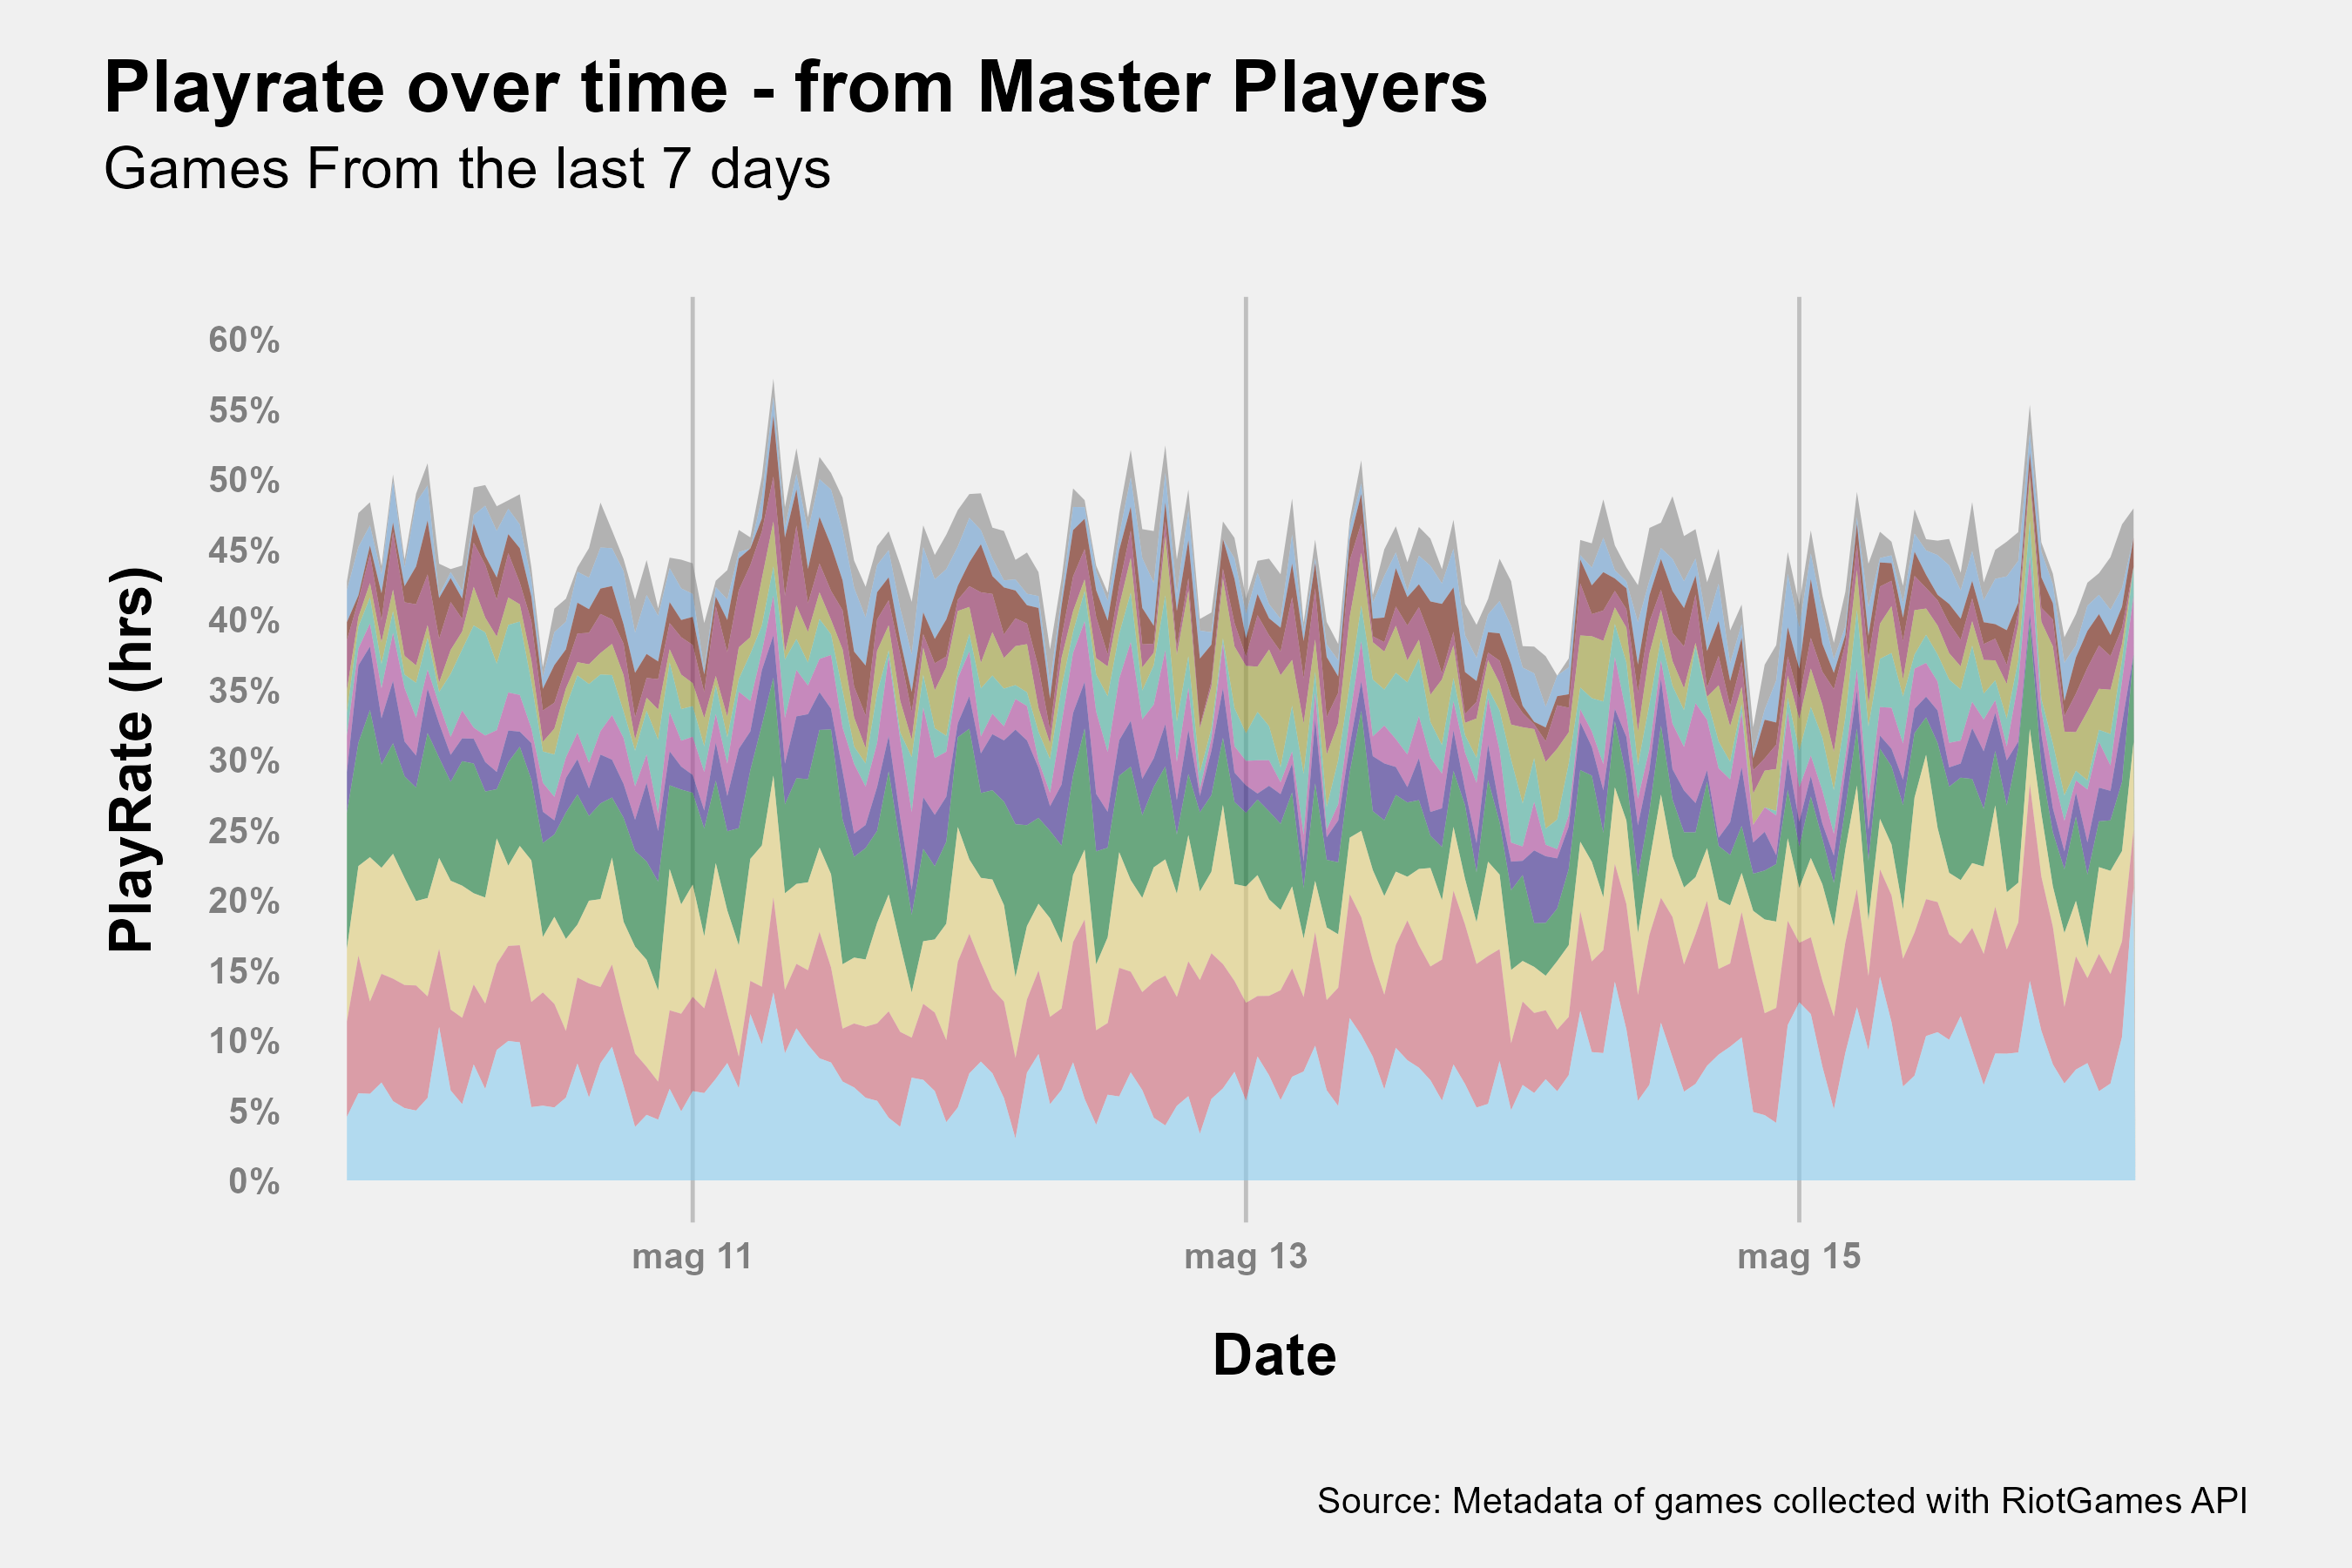 Playrate over time - from Master Players
Games From the last 7 days
60%
55%
50%
45%
40%
35%
30%
25%
20%
15%
10%
5%
0%
PlayRate (hrs)
mag 11
mag 13
mag 15
Date
Source: Metadata of games collected with RiotGames API